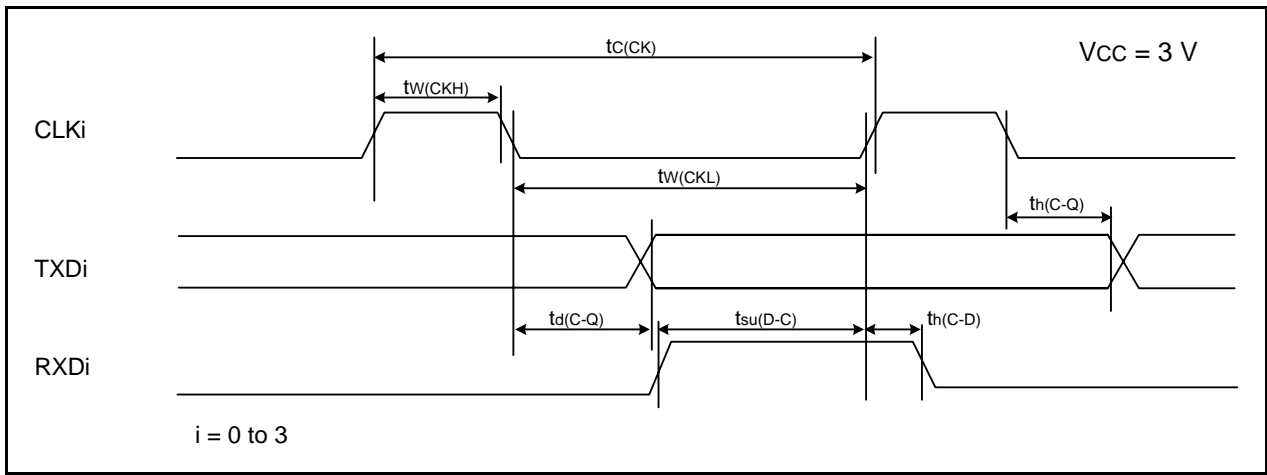 tC(CK)
VCC = 3 V
tW(CKH)
CLKi
tW(CKL)
th(C-Q)
TXDi
td(C-Q)
tsu(D-C)
th(C-D)
RXDi
i = 0 to 3